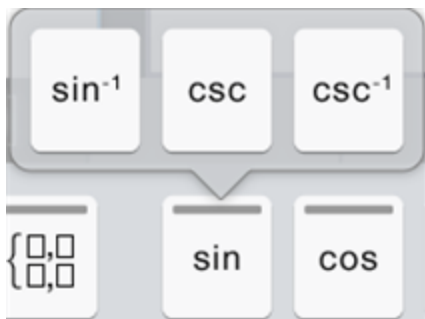 sin⁻¹ csc csc⁻¹
{▯,▯ sin cos
▯,▯